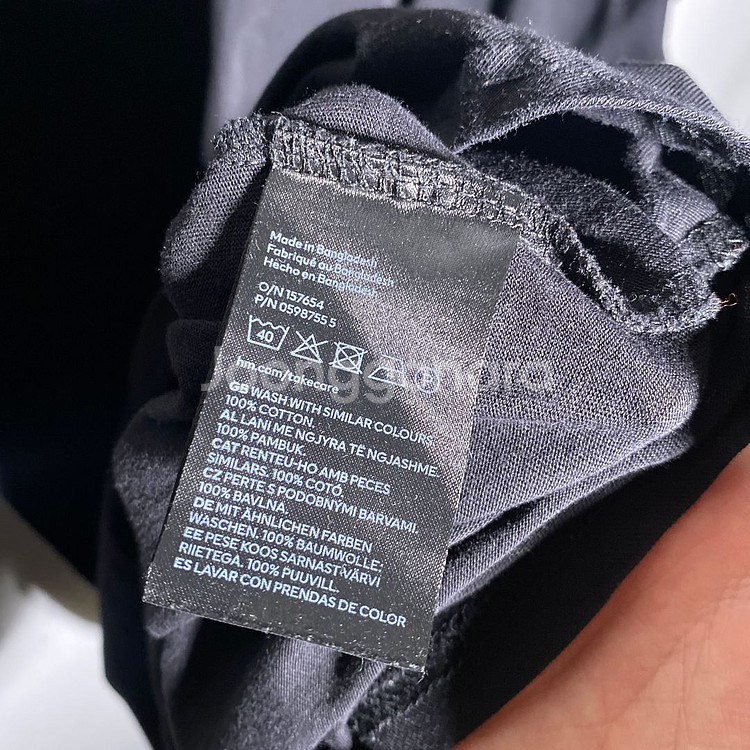 Made in Bangladesh
Fabriqué au Bangladesh
Hecho en Bangladesh
O/N 157654
P/N 0598755 5
40
hm.com/takecare
GB WASH WITH SIMILAR COLOURS
100% COTTON.
AL LANI ME NGJYRA TË NGJASHME.
100% PAMBUK.
CAT RENTEU-HO AMB PECES
SIMILARS. 100% COTÓ.
CZ PERTE S PODOBNÝMI BARVAMI.
100% BAVLNA.
DE MIT ÄHNLICHEN FARBEN
WASCHEN. 100% BAUMWOLLE.
EE PESE KOOS SARNASTVÄRVI
RIIETEGA. 100% PUUVILL.
ES LAVAR CON PRENDAS DE COLOR